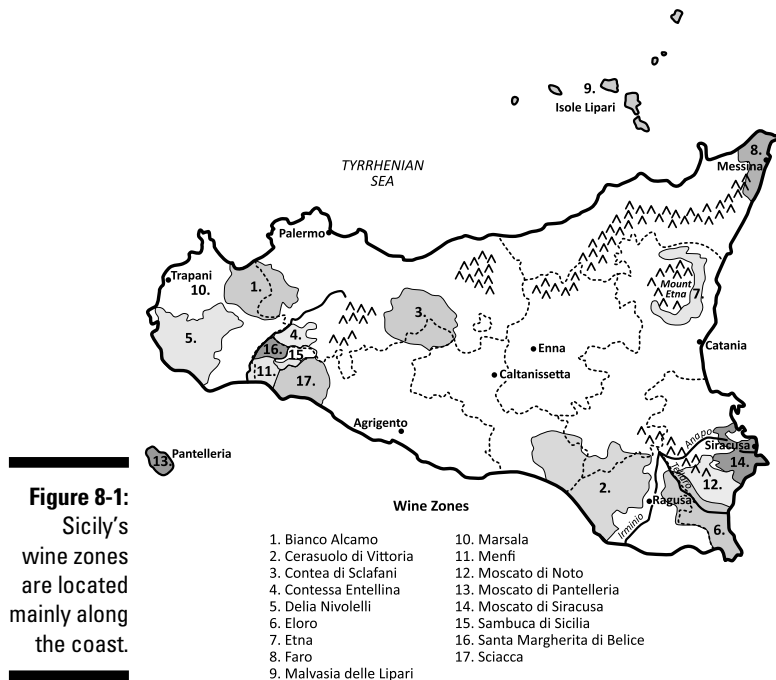 9.
Isole Lipari
8.
Messina
TYRRHENIAN
SEA
Palermo
Trapani
10.
1.
Mount
Etna
7.
3.
5.
4.
16.
15.
Enna
Catania
11.
17.
Caltanissetta
Agrigento
Anapo
Siracusa
13.
Pantelleria
14.
Tellaro
12.
2.
Ragusa
Irminio
6.
Figure 8-1:
Sicily's
wine zones
are located
mainly along
the coast.
Wine Zones
1. Bianco Alcamo
2. Cerasuolo di Vittoria
3. Contea di Sclafani
4. Contessa Entellina
5. Delia Nivolelli
6. Eloro
7. Etna
8. Faro
9. Malvasia delle Lipari
10. Marsala
11. Menfi
12. Moscato di Noto
13. Moscato di Pantelleria
14. Moscato di Siracusa
15. Sambuca di Sicilia
16. Santa Margherita di Belice
17. Sciacca